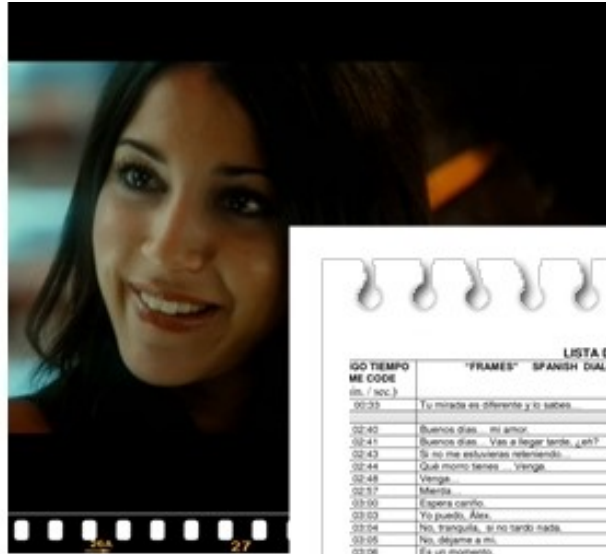 LISTA D
IGO TIEMPO "FRAMES" SPANISH DIAL
ME CODE
in. / sec.)
00:33 Tu mirada es diferente y lo sabes...
02:40 Buenos días... mi amor.
02:41 Buenos días... Vas a llegar tarde, ¿eh?
02:43 Si no me estuvieras reteniendo...
02:44 Qué morro tienes ... Venga.
02:48 Venga...
02:57 Mierda...
03:00 Espera cariño.
03:03 Yo puedo, Álex.
03:04 No, tranquila, si no tardo nada.
03:05 No, déjame a mí.
03:06 Es un momento.
26A
27